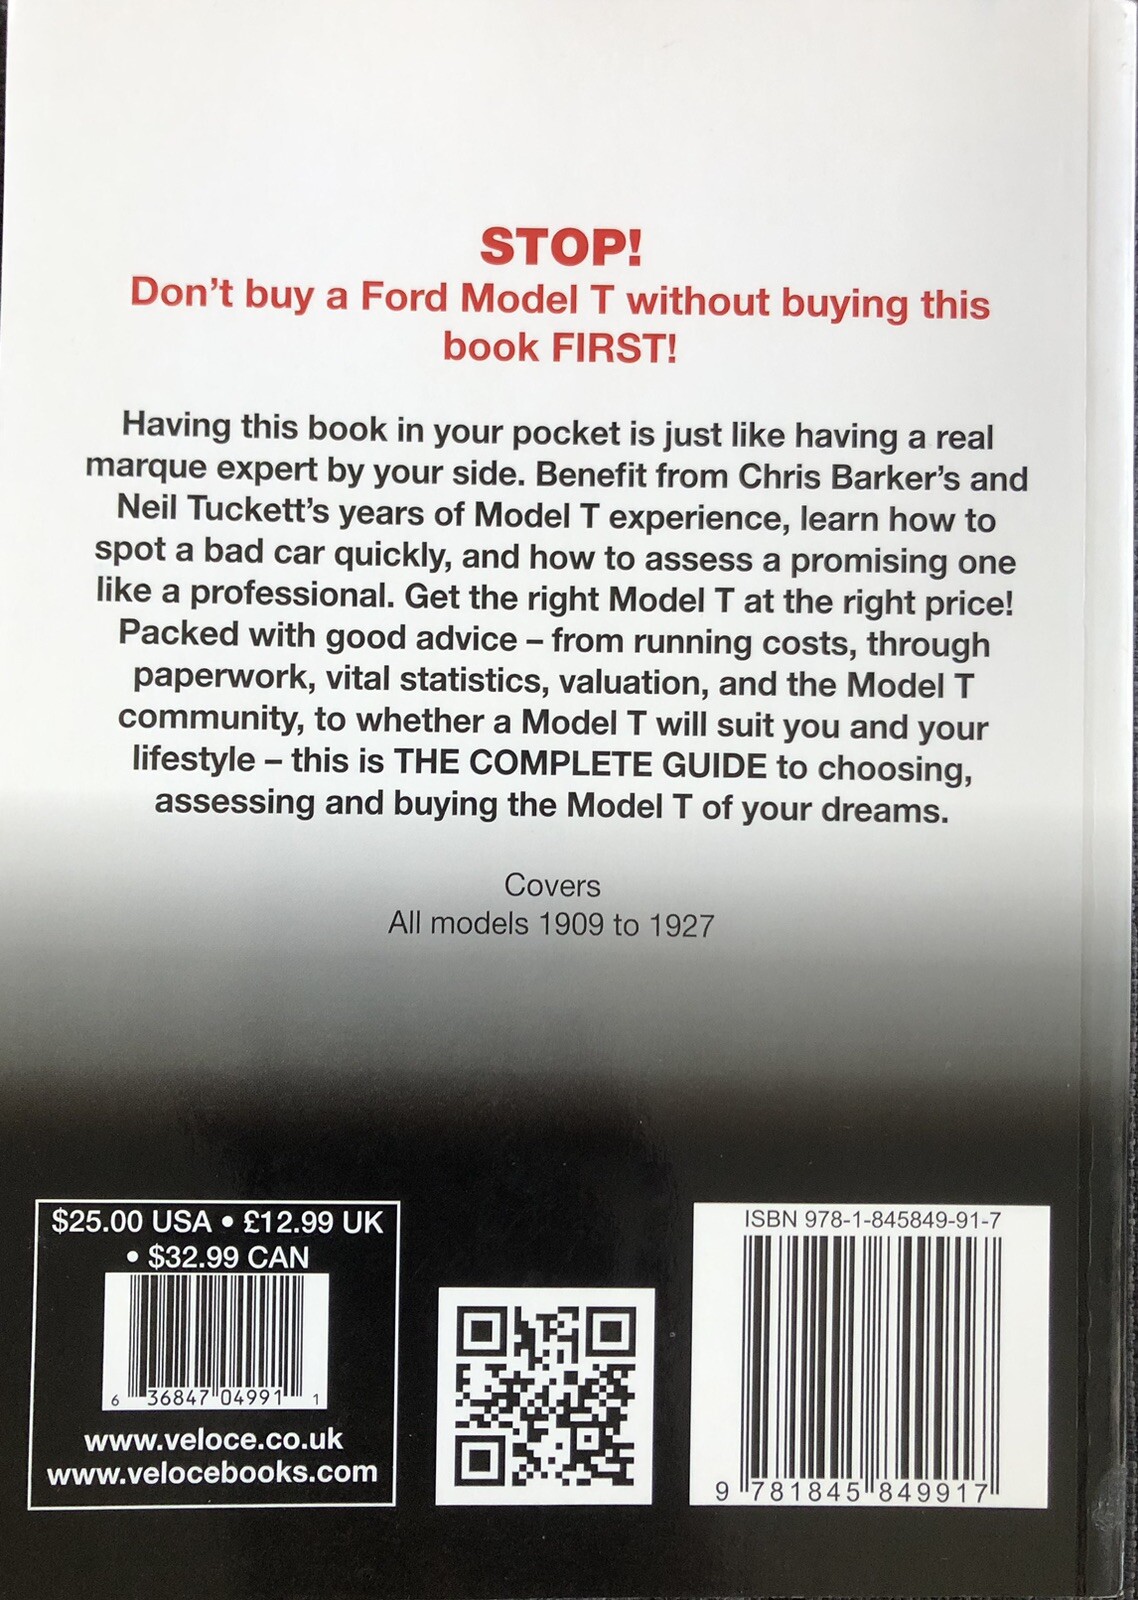 STOP!
Don't buy a Ford Model T without buying this
book FIRST!
Having this book in your pocket is just like having a real
marque expert by your side. Benefit from Chris Barker's and
Neil Tuckett's years of Model T experience, learn how to
spot a bad car quickly, and how to assess a promising one
like a professional. Get the right Model T at the right price!
Packed with good advice – from running costs, through
paperwork, vital statistics, valuation, and the Model T
community, to whether a Model T will suit you and your
lifestyle – this is THE COMPLETE GUIDE to choosing,
assessing and buying the Model T of your dreams.
Covers
All models 1909 to 1927
$25.00 USA • £12.99 UK
• $32.99 CAN
6 36847 04991 1
www.veloce.co.uk
www.velocebooks.com
ISBN 978-1-845849-91-7
9 781845 849917